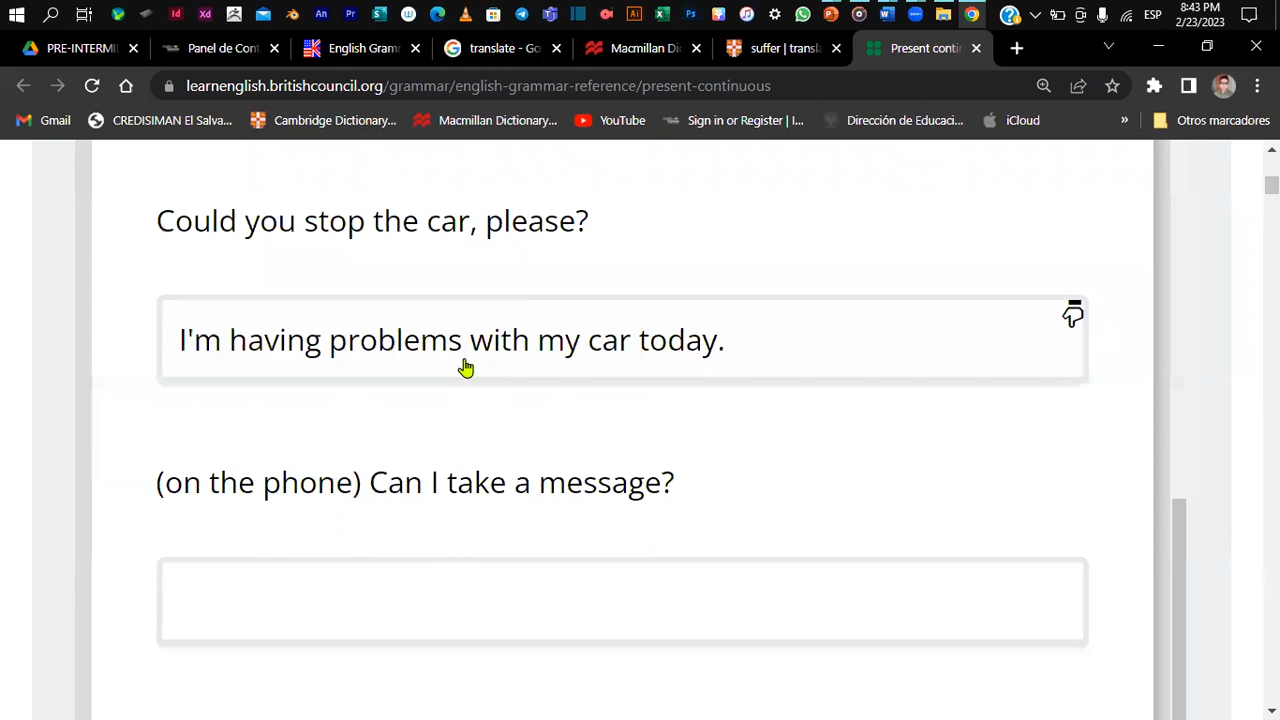 8:43 PM
ESP
2/23/2023
PRE-INTERMI
Panel de Cont
English Gramm
translate - Go
Macmillan Dic
suffer | transla
Present conti
learnenglish.britishcouncil.org/grammar/english-grammar-reference/present-continuous
Gmail
CREDISIMAN El Salva...
Cambridge Dictionary...
Macmillan Dictionary...
YouTube
Sign in or Register | I...
Dirección de Educaci...
iCloud
»
Otros marcadores
Could you stop the car, please?
I'm having problems with my car today.
(on the phone) Can I take a message?